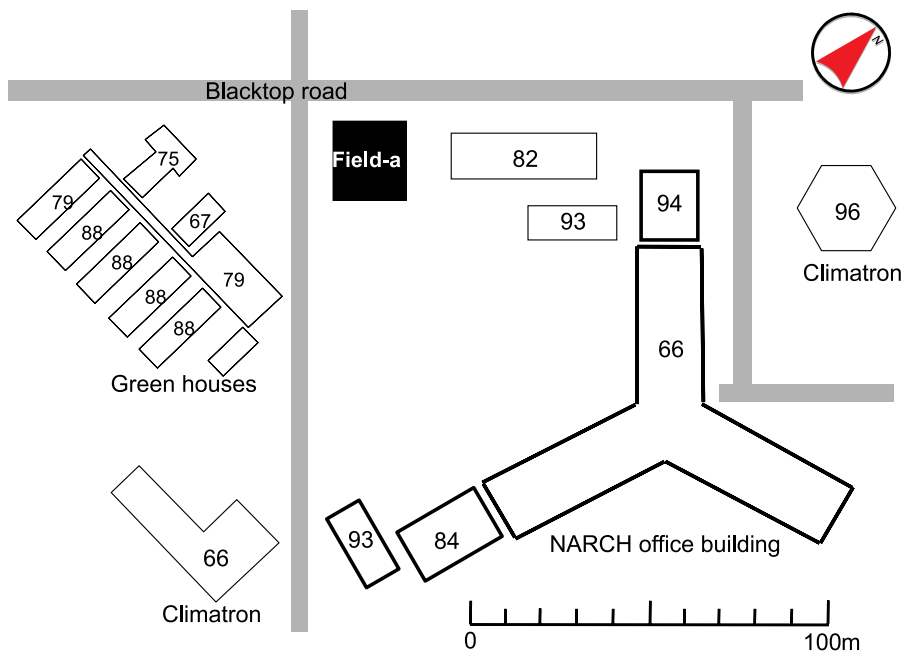 N
Blacktop road
Field-a
82
75
94
79
67
93
96
88
Climatron
88
79
88
66
88
Green houses
93
84
NARCH office building
66
Climatron
0
100m